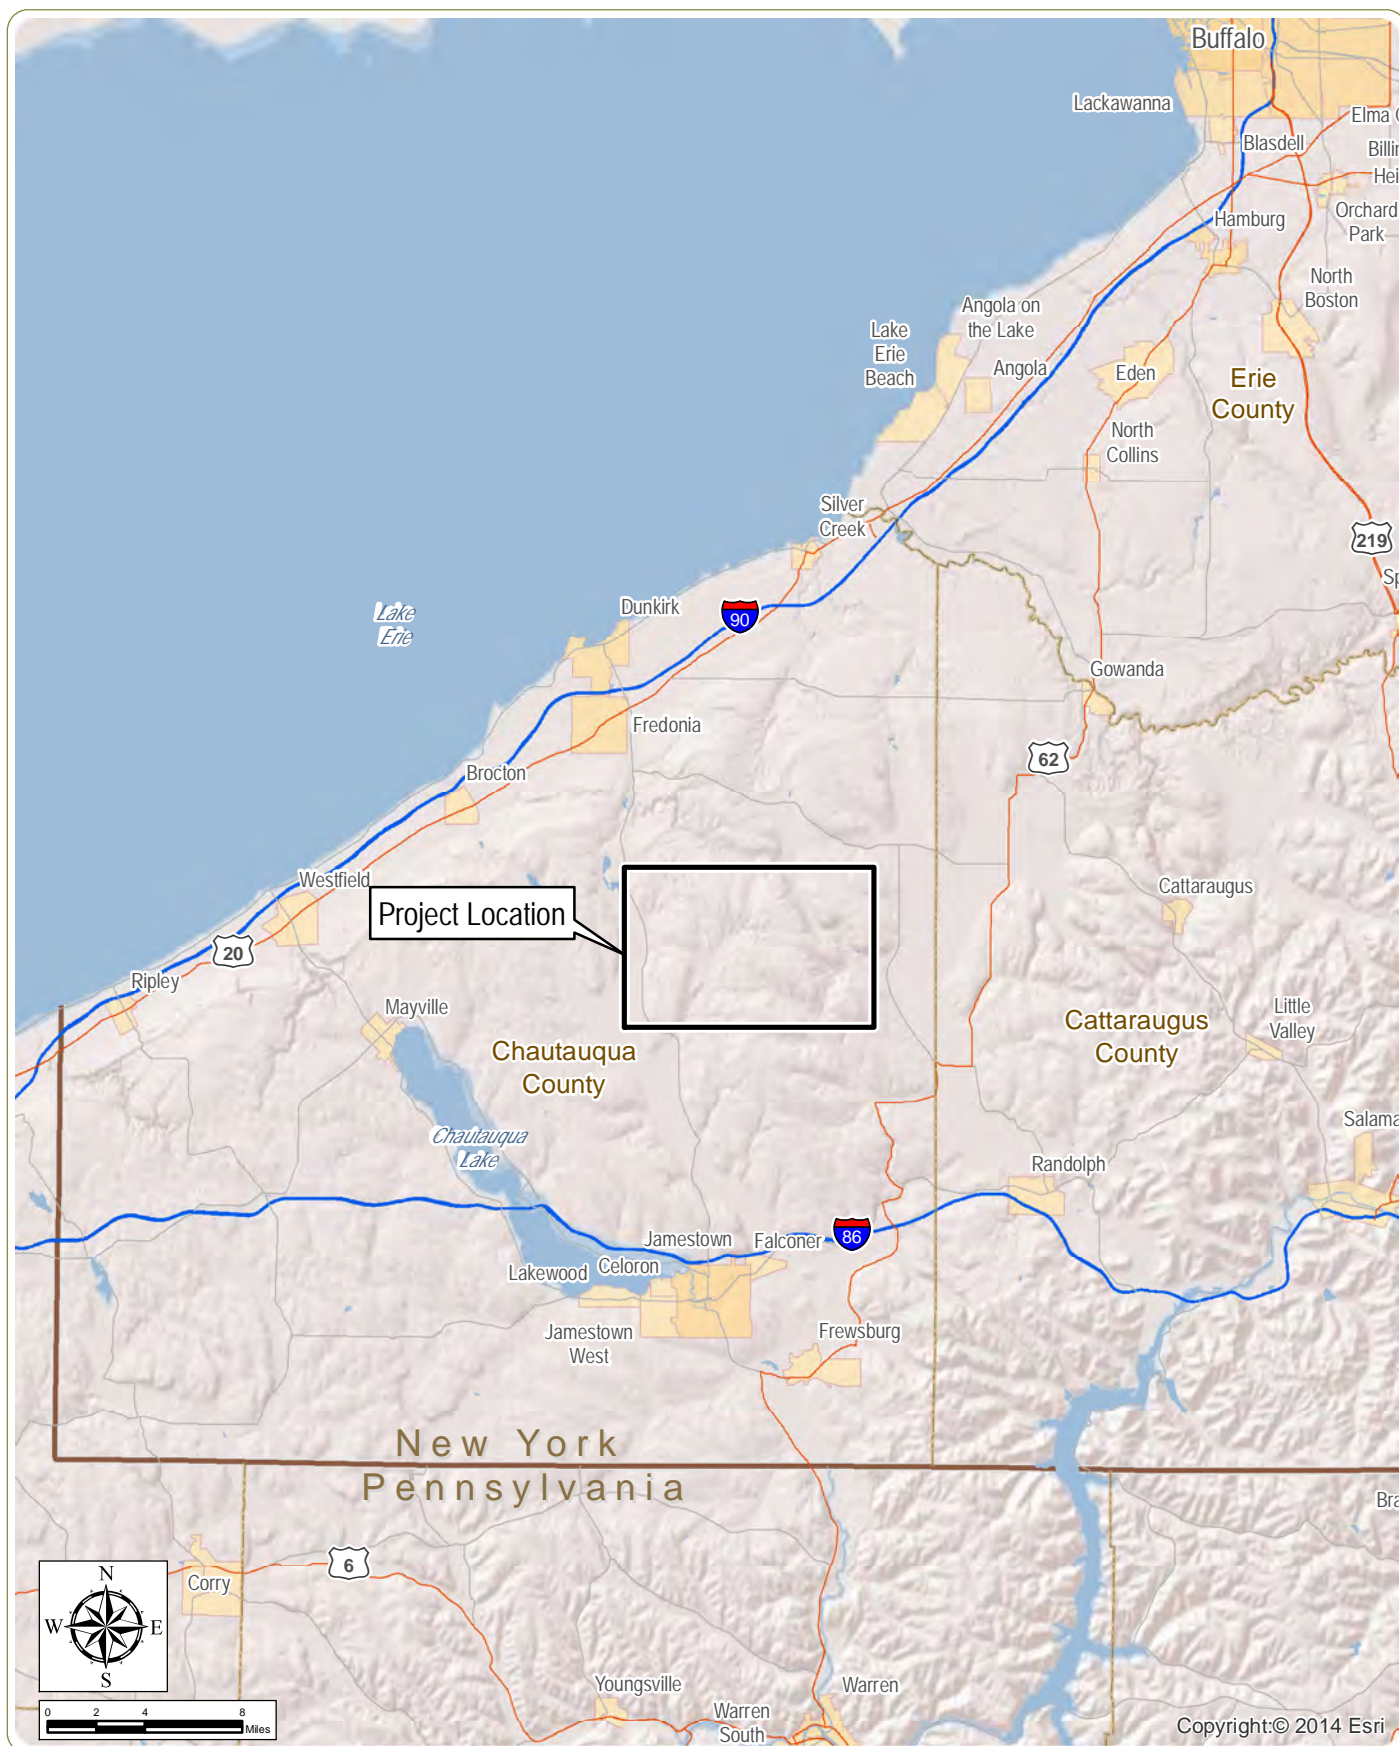 Buffalo
Lackawanna
Elma
Blasdell
Hamburg
Orchard
Park
North
Boston
Angola on
the Lake
Lake
Erie
Beach
Angola
Eden
Erie
County
North
Collins
Silver
Creek
219
Lake
Erie
Dunkirk
90
Gowanda
Fredonia
62
Brocton
Westfield
Cattaraugus
Project Location
20
Ripley
Mayville
Little
Valley
Cattaraugus
County
Chautauqua
County
Chautauqua
Lake
Salama
Randolph
Jamestown
Falconer
86
Lakewood
Celoron
Jamestown
West
Frewsburg
New York
Pennsylvania
Bra
6
Corry
N
W E
S
Youngsville
Warren
Warren
South
0 2 4 8
Miles
Copyright:© 2014 Esri